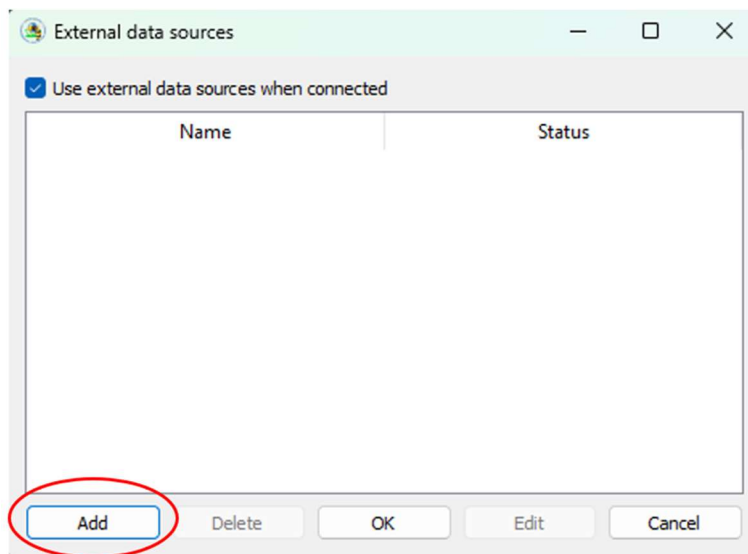 External data sources
Use external data sources when connected
Name Status
Add Delete OK Edit Cancel